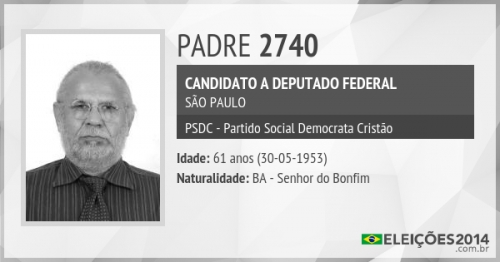 PADRE 2740
CANDIDATO A DEPUTADO FEDERAL
SÃO PAULO
PSDC - Partido Social Democrata Cristão
Idade: 61 anos (30-05-1953)
Naturalidade: BA - Senhor do Bonfim
ELEIÇÕES2014
.com.br